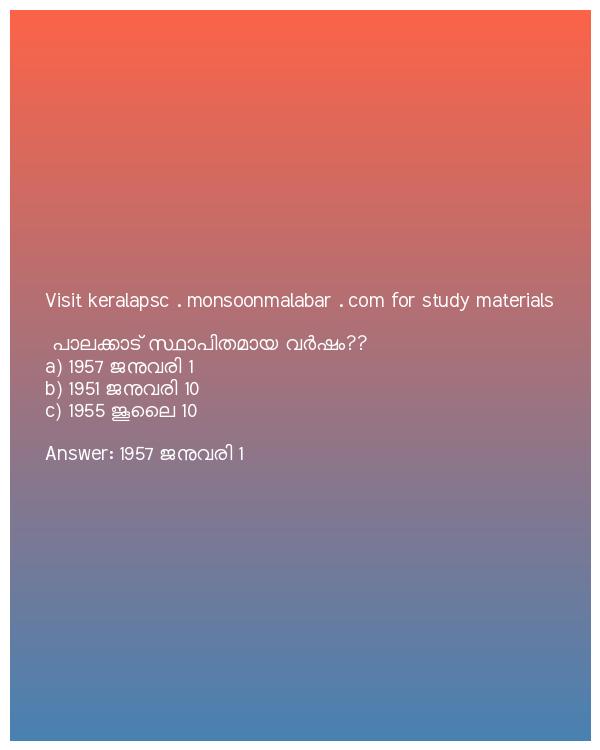 Visit keralapsc . monsoonmalabar . com for study materials
പാലക്കാട് സ്ഥാപിതമായ വർഷം??
a) 1957 ജനുവരി 1
b) 1951 ജനുവരി 10
c) 1955 ജൂലൈ 10
Answer: 1957 ജനുവരി 1